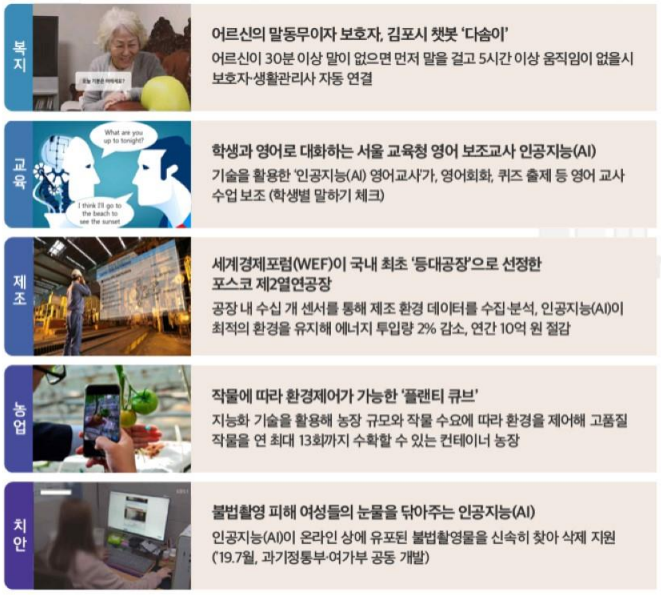 복지
오늘 기분은 어떠세요?
어르신의 말동무이자 보호자, 김포시 챗봇 '다솜이'
어르신이 30분 이상 말이 없으면 먼저 말을 걸고 5시간 이상 움직임이 없을시
보호자·생활관리사 자동 연결
교육
What are you
up to tonight?
I think I'll go to
the beach to
see the sunset
학생과 영어로 대화하는 서울 교육청 영어 보조교사 인공지능(AI)
기술을 활용한 '인공지능(AI) 영어교사'가, 영어회화, 퀴즈 출제 등 영어 교사
수업 보조 (학생별 말하기 체크)
제조
세계경제포럼(WEF)이 국내 최초 '등대공장'으로 선정한
포스코 제2열연공장
공장 내 수십 개 센서를 통해 제조 환경 데이터를 수집·분석, 인공지능(AI)이
최적의 환경을 유지해 에너지 투입량 2% 감소, 연간 10억 원 절감
농업
작물에 따라 환경제어가 가능한 '플랜티 큐브'
지능화 기술을 활용해 농장 규모와 작물 수요에 따라 환경을 제어해 고품질
작물을 연 최대 13회까지 수확할 수 있는 컨테이너 농장
치안
불법촬영 피해 여성들의 눈물을 닦아주는 인공지능(AI)
인공지능(AI)이 온라인 상에 유포된 불법촬영물을 신속히 찾아 삭제 지원
('19.7월, 과기정통부·여가부 공동 개발)